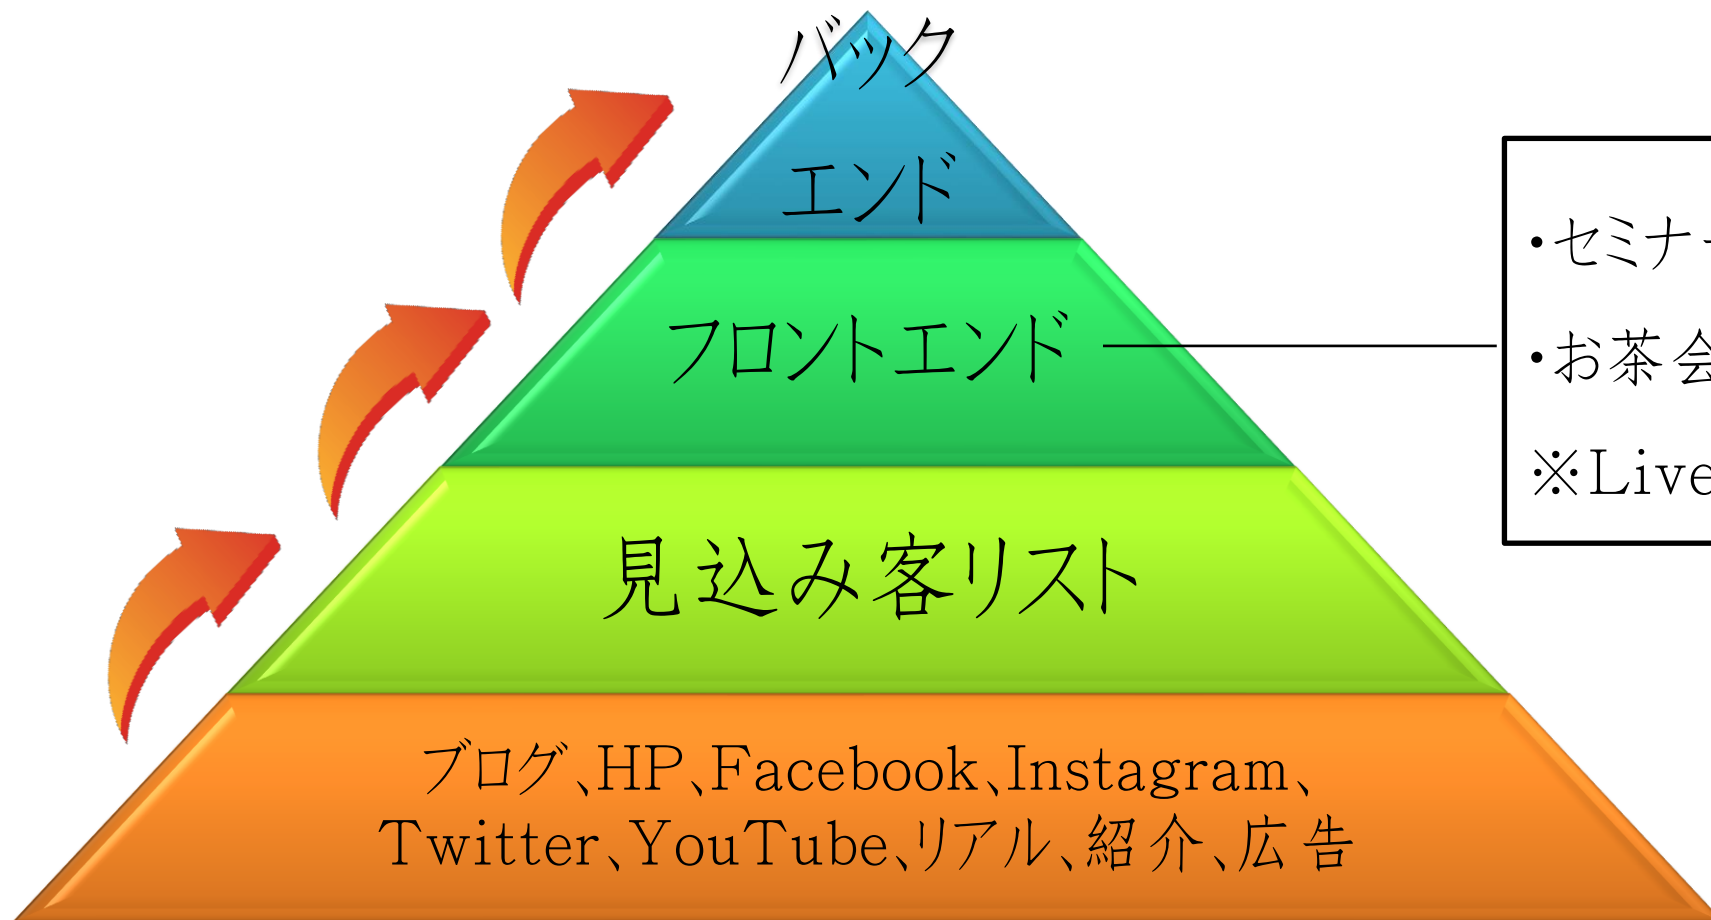 バック
エンド
フロントエンド
・セミナー
・お茶会
※Live
見込み客リスト
ブログ、HP、Facebook、Instagram、
Twitter、YouTube、リアル、紹介、広告